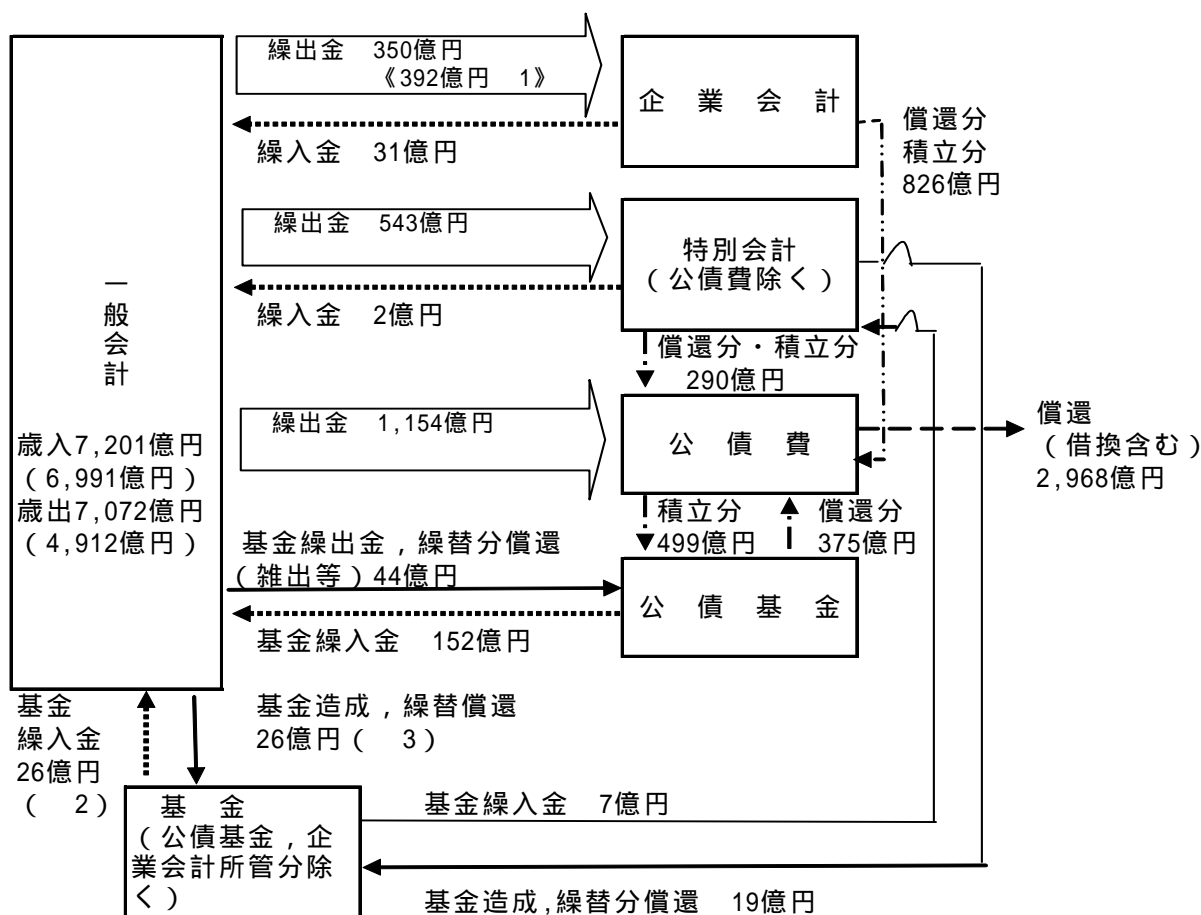 繰出金 350億円
《392億円 1》
企業会計
繰入金 31億円
償還分
積立分
826億円
繰出金 543億円
特別会計
(公債費除く)
繰入金 2億円
一般会計
償還分・積立分
290億円
繰出金 1,154億円
公債費
償還
(借換含む)
2,968億円
歳入7,201億円
(6,991億円)
歳出7,072億円
(4,912億円)
積立分
499億円
償還分
375億円
基金繰出金,繰替分償還
(雑出等)44億円
公債基金
基金繰入金 152億円
基金
繰入金
26億円
( 2)
基金造成,繰替償還
26億円( 3)
基金
(公債基金,企
業会計所管分除
く)
基金繰入金 7億円
基金造成,繰替分償還 19億円